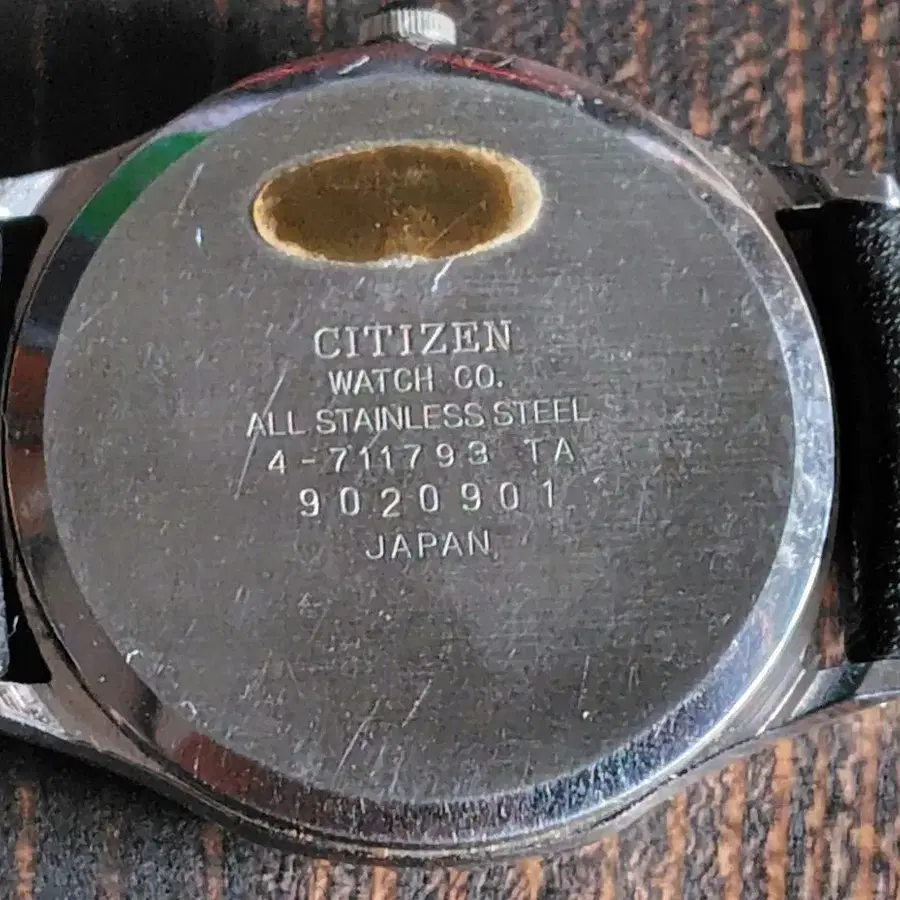 CITIZEN
WATCH CO.
ALL STAINLESS STEEL
4-711793 TA
9020901
JAPAN